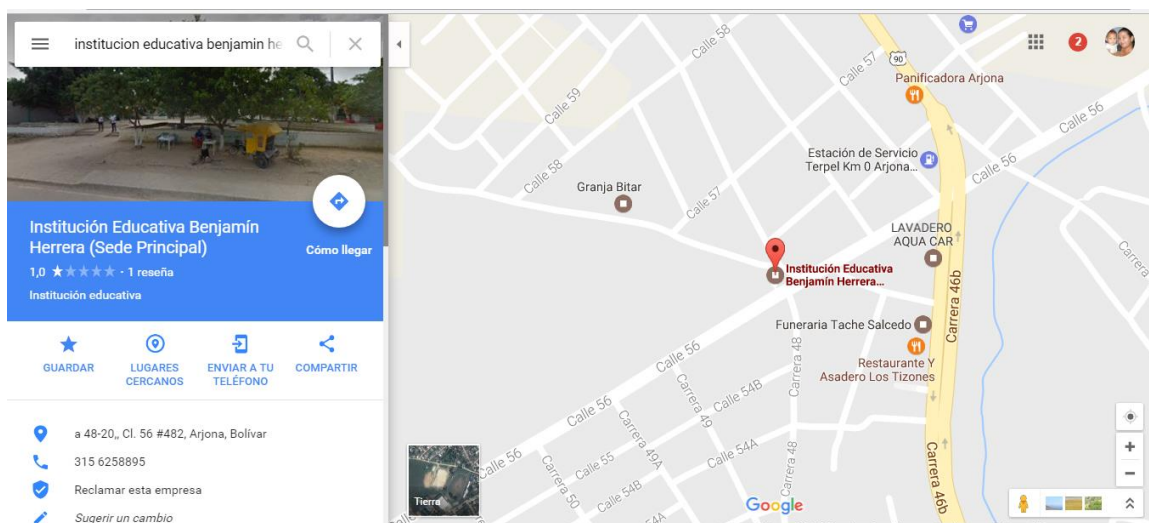 institucion educativa benjamin he
Institución Educativa Benjamín
Herrera (Sede Principal)
Cómo llegar
1,0 ★★★★★ - 1 reseña
Institución educativa
GUARDAR
LUGARES
CERCANOS
ENVIAR A TU
TELÉFONO
COMPARTIR
a 48-20,, Cl. 56 #482, Arjona, Bolívar
315 6258895
Reclamar esta empresa
Sugerir un cambio
2
Calle 58
Calle 57
90
Panificadora Arjona
Calle 59
Calle 56
Estación de Servicio
Terpel Km 0 Arjona...
Calle 56
Calle 58
Granja Bitar
Calle 57
LAVADERO
AQUA CAR
Carrera
Institución Educativa
Benjamín Herrera...
Carrera 46b
Funeraria Tache Salcedo
Calle 56
Carrera 48
Restaurante Y
Asadero Los Tizones
Calle 54B
Calle 56
Carrera 49
Carrera 49A
Calle 54A
Carrera 48
Carrera 46b
Calle 56
Calle 55
Carrera 50
Calle 54B
Tierra
Google